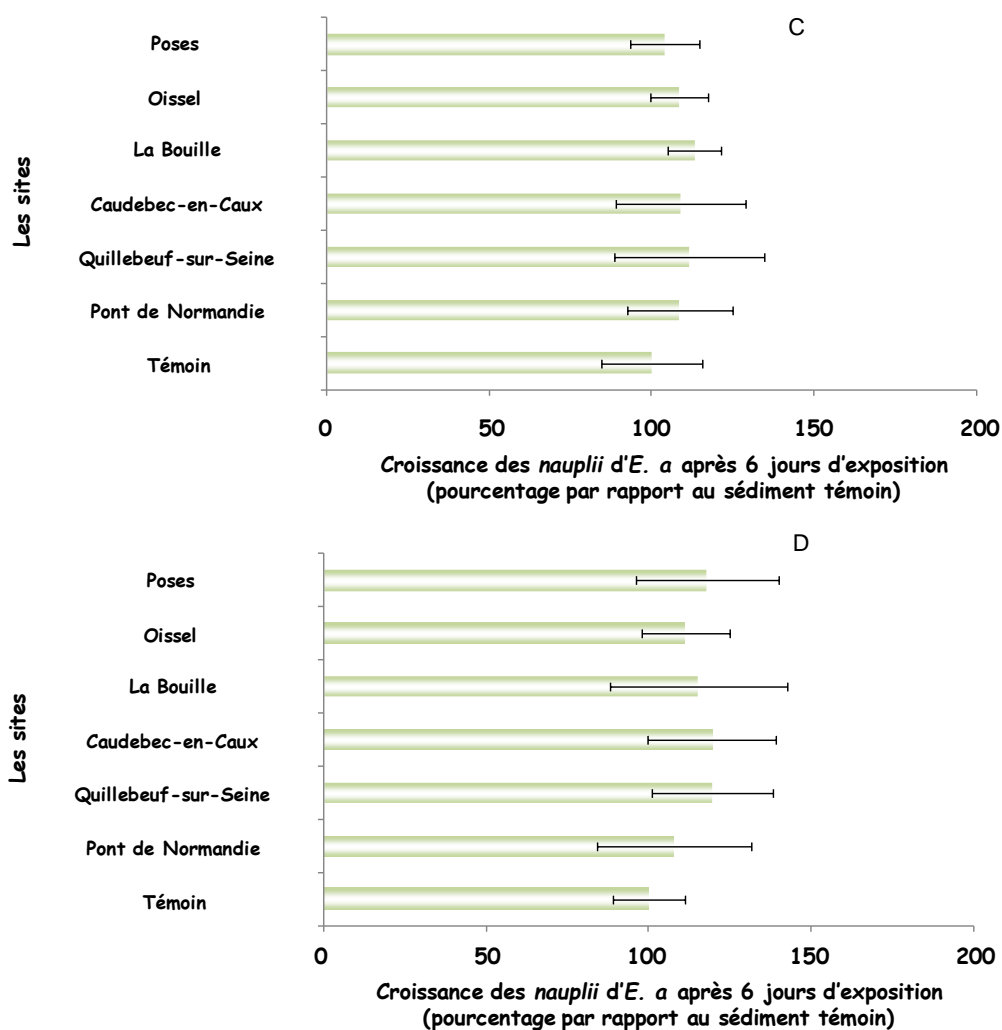 C
Les sites
Poses
Oissel
La Bouille
Caudebec-en-Caux
Quillebeuf-sur-Seine
Pont de Normandie
Témoin
0 50 100 150 200
Croissance des nauplii d'E. a après 6 jours d'exposition
(pourcentage par rapport au sédiment témoin)
D
Les sites
Poses
Oissel
La Bouille
Caudebec-en-Caux
Quillebeuf-sur-Seine
Pont de Normandie
Témoin
0 50 100 150 200
Croissance des nauplii d'E. a après 6 jours d'exposition
(pourcentage par rapport au sédiment témoin)